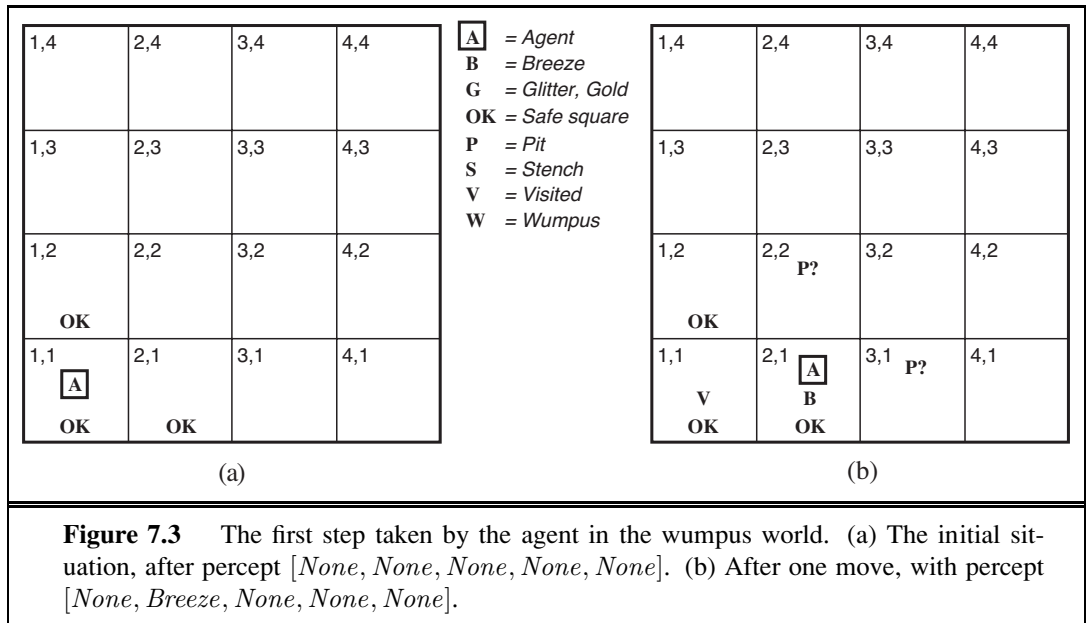 1,4 2,4 3,4 4,4
1,3 2,3 3,3 4,3
1,2 2,2 3,2 4,2
OK
1,1 2,1 3,1 4,1
A
OK OK
(a)
A = Agent
B = Breeze
G = Glitter, Gold
OK = Safe square
P = Pit
S = Stench
V = Visited
W = Wumpus
1,4 2,4 3,4 4,4
1,3 2,3 3,3 4,3
1,2 2,2 3,2 4,2
P?
OK
1,1 2,1 3,1 4,1
A P?
V B
OK OK
(b)
Figure 7.3 The first step taken by the agent in the wumpus world. (a) The initial sit-
uation, after percept [None, None, None, None, None]. (b) After one move, with percept
[None, Breeze, None, None, None].